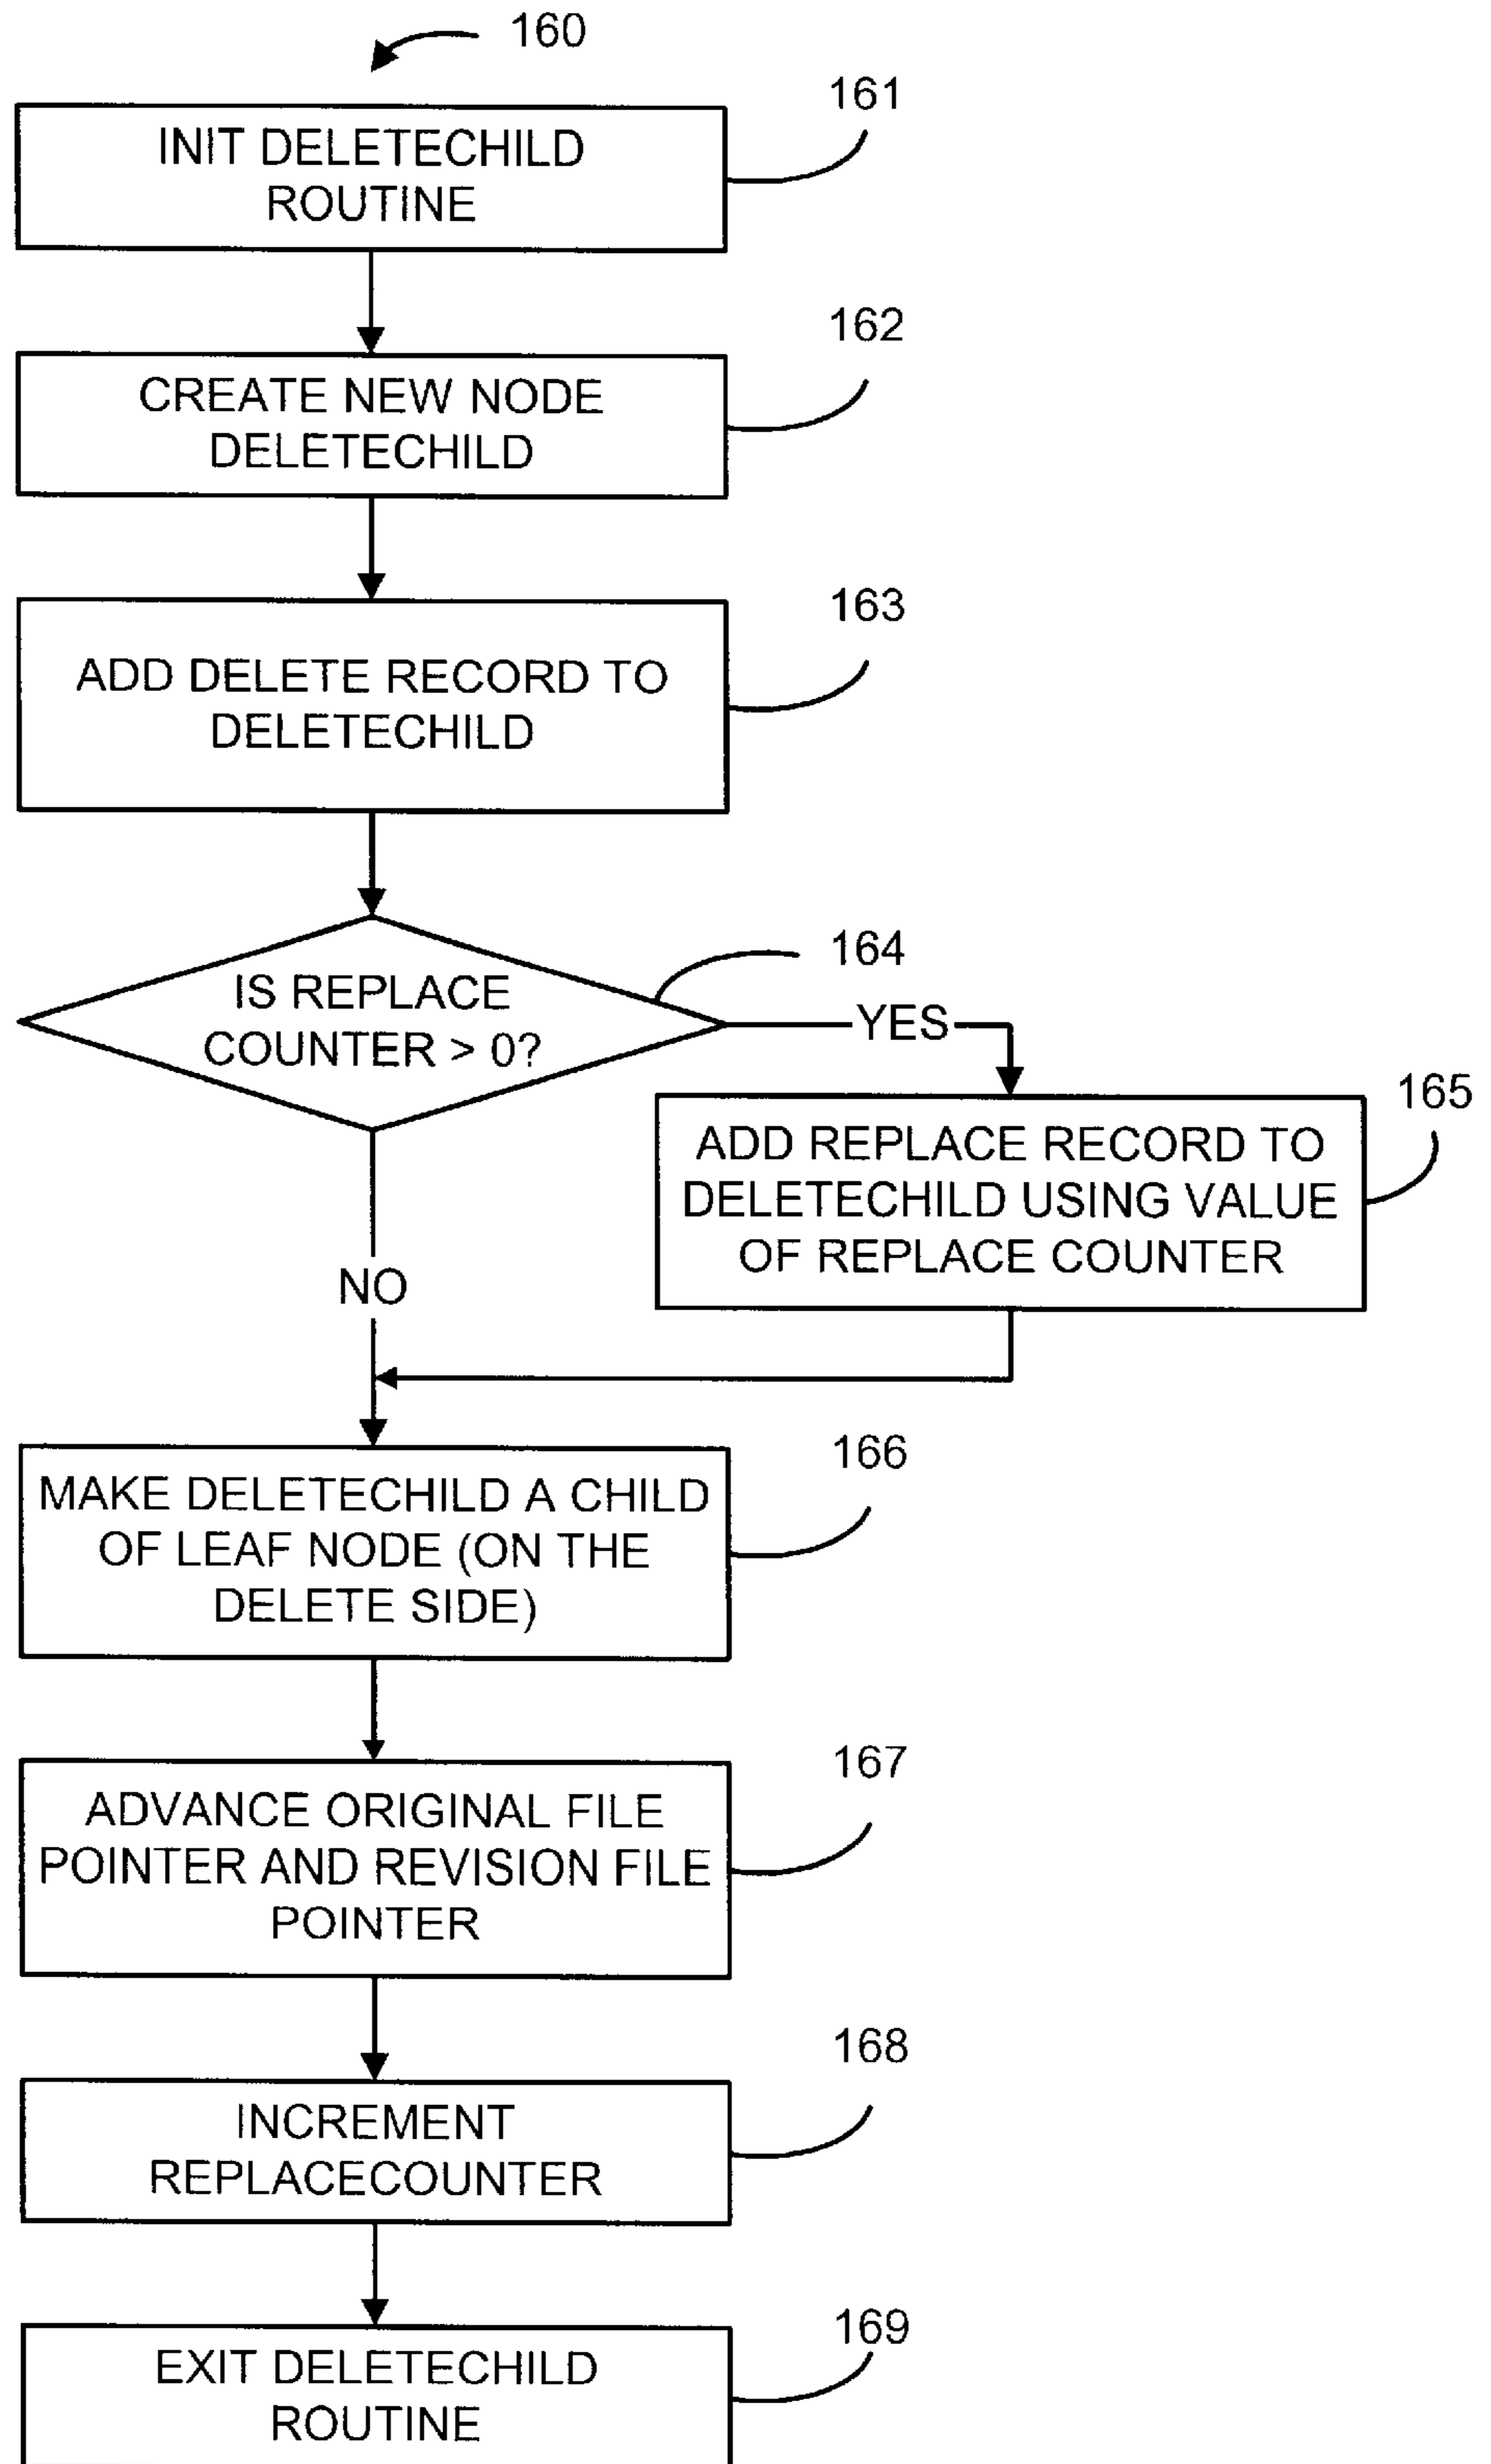 160
161
INIT DELETECHILD
ROUTINE
162
CREATE NEW NODE
DELETECHILD
163
ADD DELETE RECORD TO
DELETECHILD
164
IS REPLACE
COUNTER > 0?
YES
165
ADD REPLACE RECORD TO
DELETECHILD USING VALUE
OF REPLACE COUNTER
NO
166
MAKE DELETECHILD A CHILD
OF LEAF NODE (ON THE
DELETE SIDE)
167
ADVANCE ORIGINAL FILE
POINTER AND REVISION FILE
POINTER
168
INCREMENT
REPLACECOUNTER
169
EXIT DELETECHILD
ROUTINE